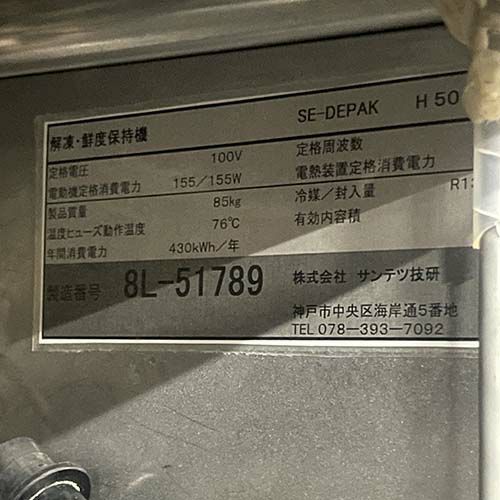 解凍・鮮度保持機 SE-DEPAK H50
定格電圧 100V 定格周波数
電動機定格消費電力 155/155W 電熱装置定格消費電力
製品質量 85kg 冷媒/封入量 R13
温度ヒューズ動作温度 76℃ 有効内容積
年間消費電力 430kWh/年
製造番号 8L-51789 株式会社 サンテツ技研
神戸市中央区海岸通5番地
TEL 078-393-7092